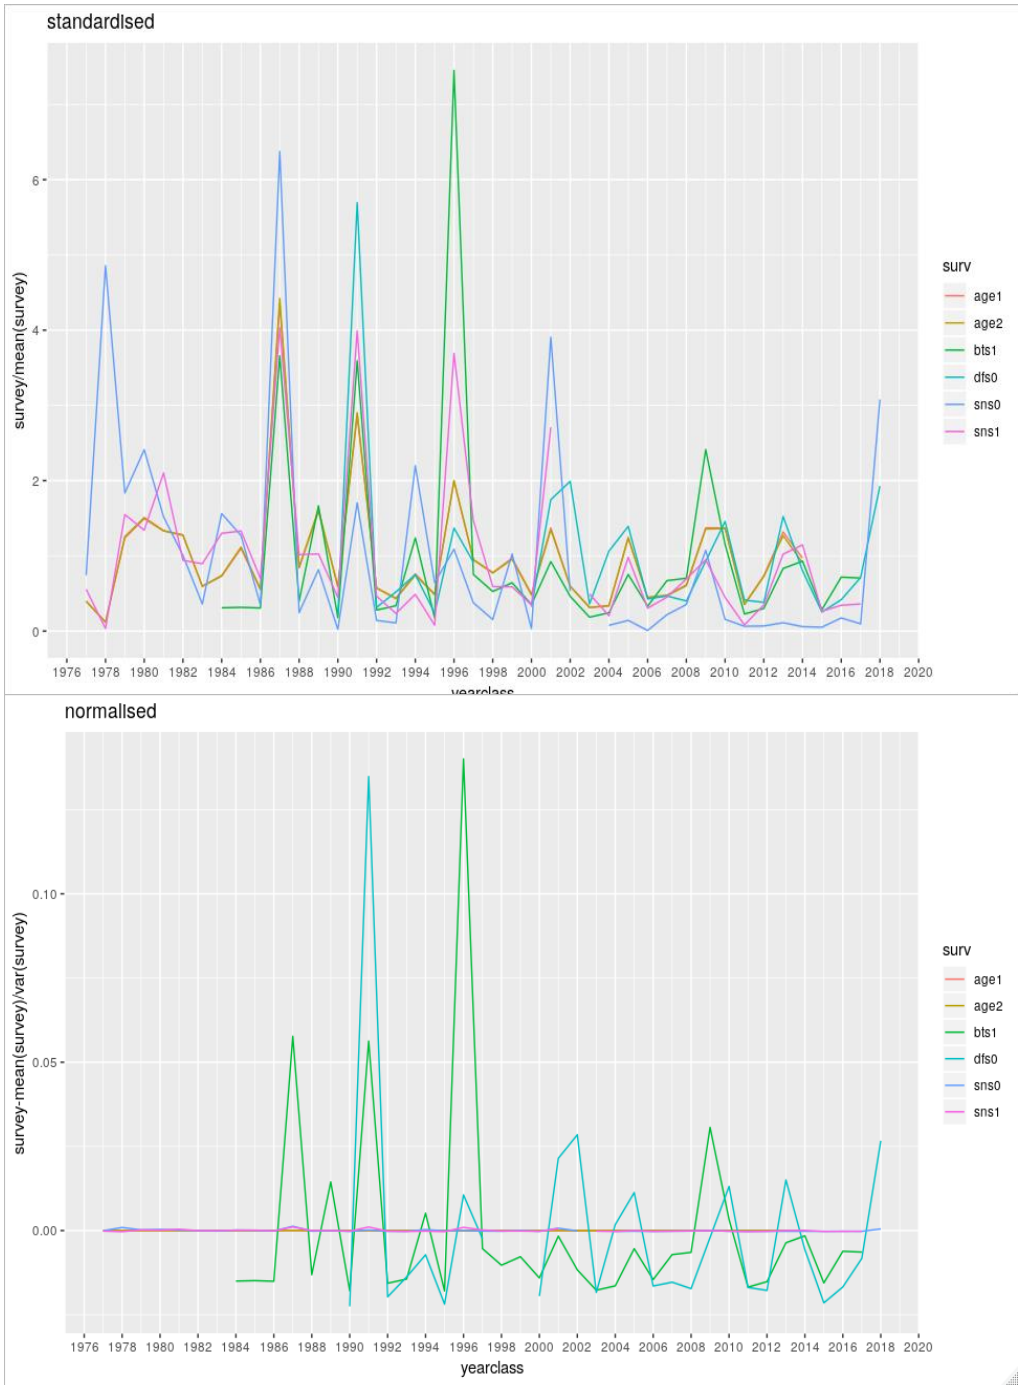 standardised
survey/mean(survey)
6
4
2
0
1976 1978 1980 1982 1984 1986 1988 1990 1992 1994 1996 1998 2000 2002 2004 2006 2008 2010 2012 2014 2016 2018 2020
yearclass
surv
age1
age2
bts1
dfs0
sns0
sns1
normalised
survey-mean(survey)/var(survey)
0.10
0.05
0.00
1976 1978 1980 1982 1984 1986 1988 1990 1992 1994 1996 1998 2000 2002 2004 2006 2008 2010 2012 2014 2016 2018 2020
yearclass
surv
age1
age2
bts1
dfs0
sns0
sns1